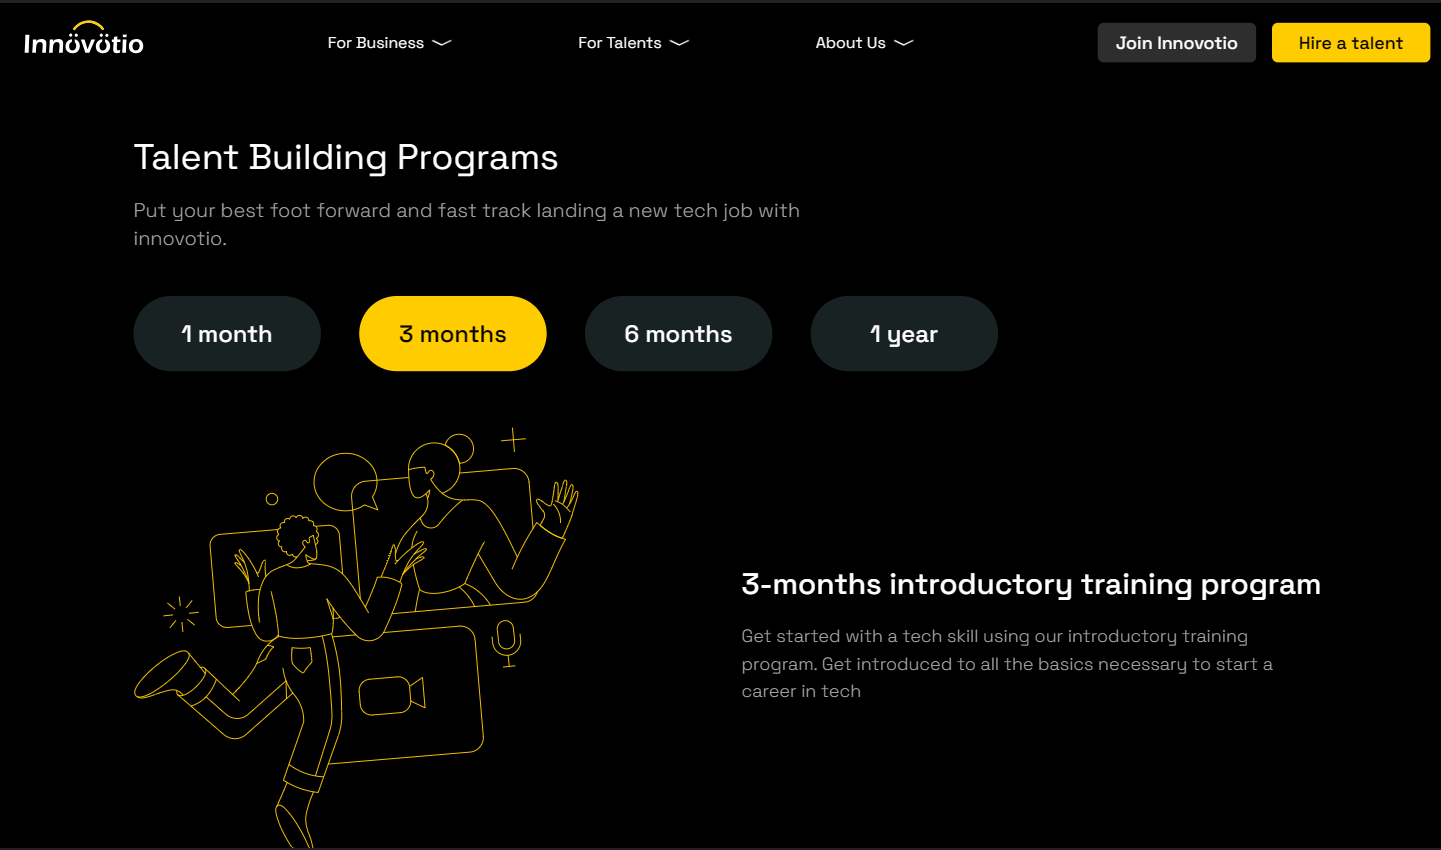 Innövötio
For Business
For Talents
About Us
Join Innovotio
Hire a talent
Talent Building Programs
Put your best foot forward and fast track landing a new tech job with
innovotio.
1 month
3 months
6 months
1 year
3-months introductory training program
Get started with a tech skill using our introductory training
program. Get introduced to all the basics necessary to start a
career in tech